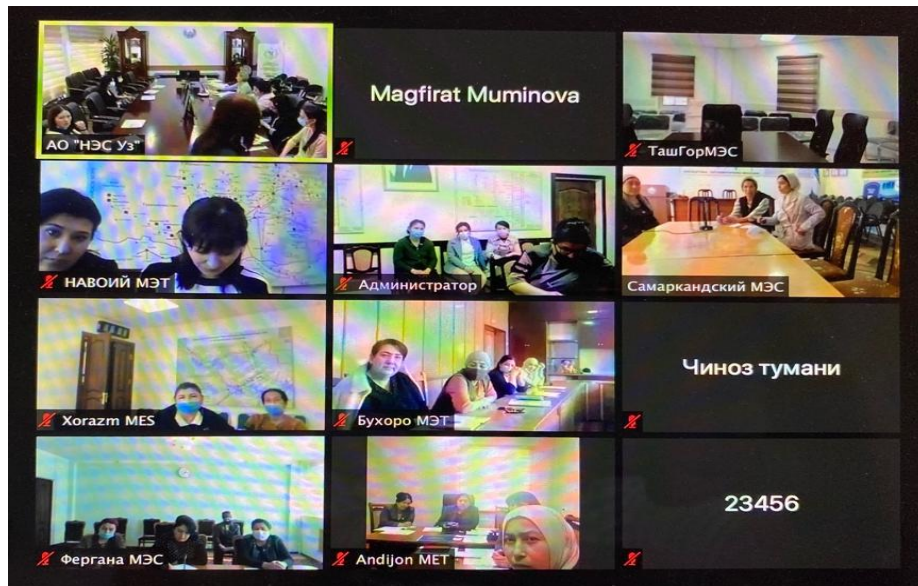 АО "НЭС Уз"
Magfirat Muminova
ТашГорМЭС
НАВОИЙ МЭТ
Администратор
Самаркандский МЭС
Xorazm MES
Бухоро МЭТ
Чиноз тумани
Фергана МЭС
Andijon MET
23456